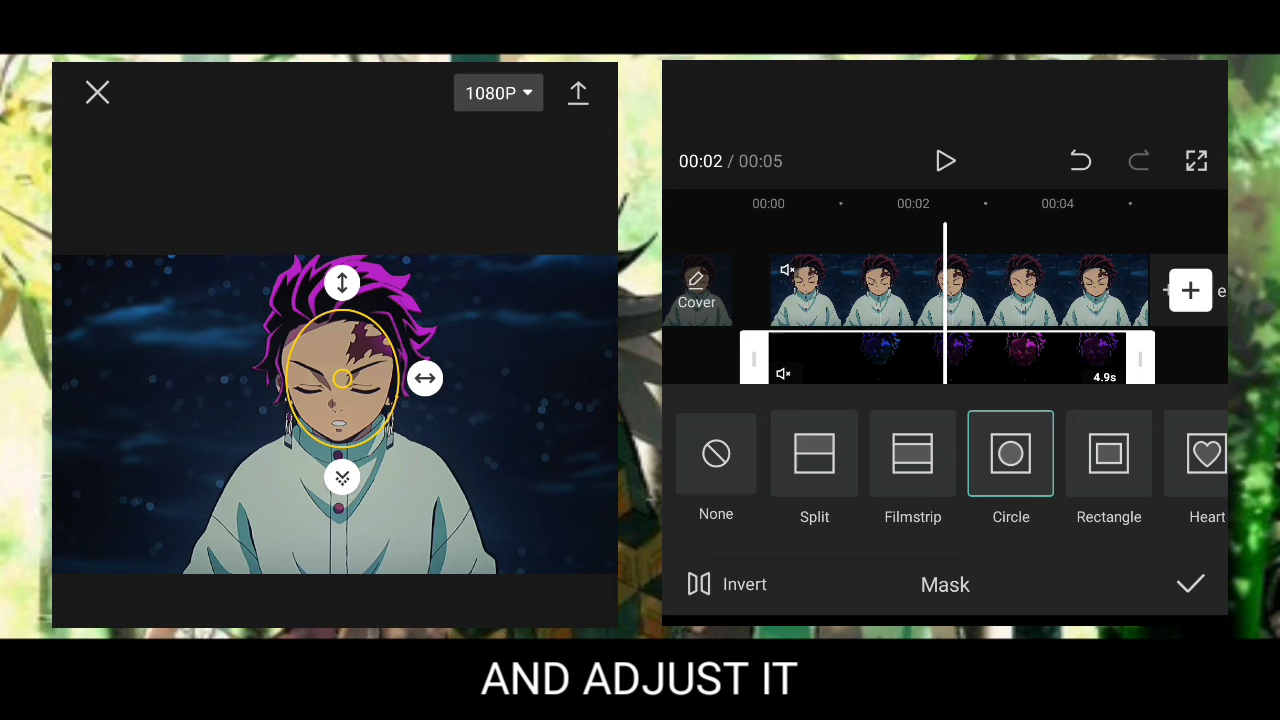 1080P
00:02 / 00:05
00:00
00:02
00:04
Cover
e
4.9s
None
Split
Filmstrip
Circle
Rectangle
Heart
Invert
Mask
AND ADJUST IT